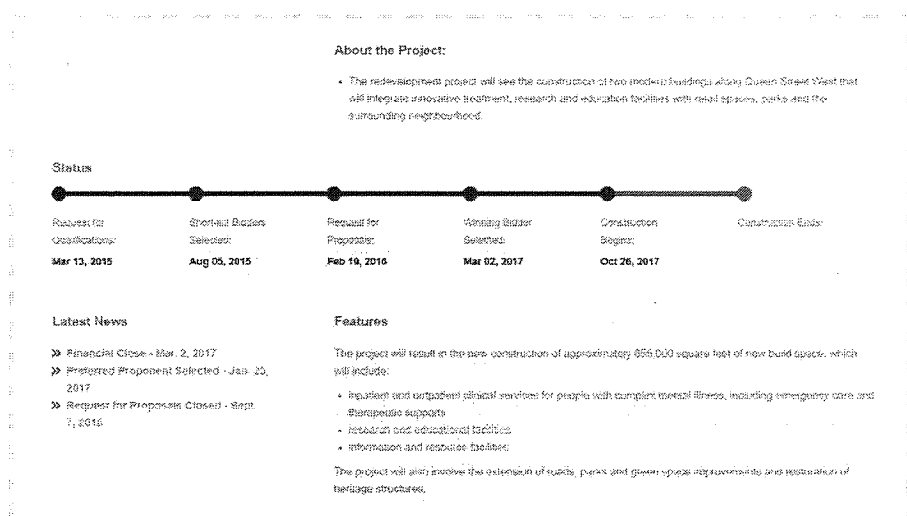 About the Project:
• The redevelopment project will see the construction of two modern buildings along Queen Street West that
will integrate innovative treatment, research and education facilities with retail spaces, parks and the
surrounding neighbourhood.
Status
Request for
Qualifications:
Mar 13, 2015
Short-list Bidders
Selected:
Aug 05, 2015
Request for
Proposals:
Feb 19, 2016
Winning Bidder
Selected:
Mar 02, 2017
Construction
Begins:
Oct 26, 2017
Construction Ends:
Latest News
» Financial Close - Mar. 2, 2017
» Preferred Proponent Selected - Jan. 25,
2017
» Request for Proposals Closed - Sept.
7, 2016
Features
The project will result in the new construction of approximately 655,000 square feet of new build space, which
will include:
• inpatient and outpatient clinical services for people with complex mental illness, including emergency care and
therapeutic supports
• research and educational facilities
• information and resource facilities
The project will also involve the extension of roads, parks and green space improvements and restoration of
heritage structures.